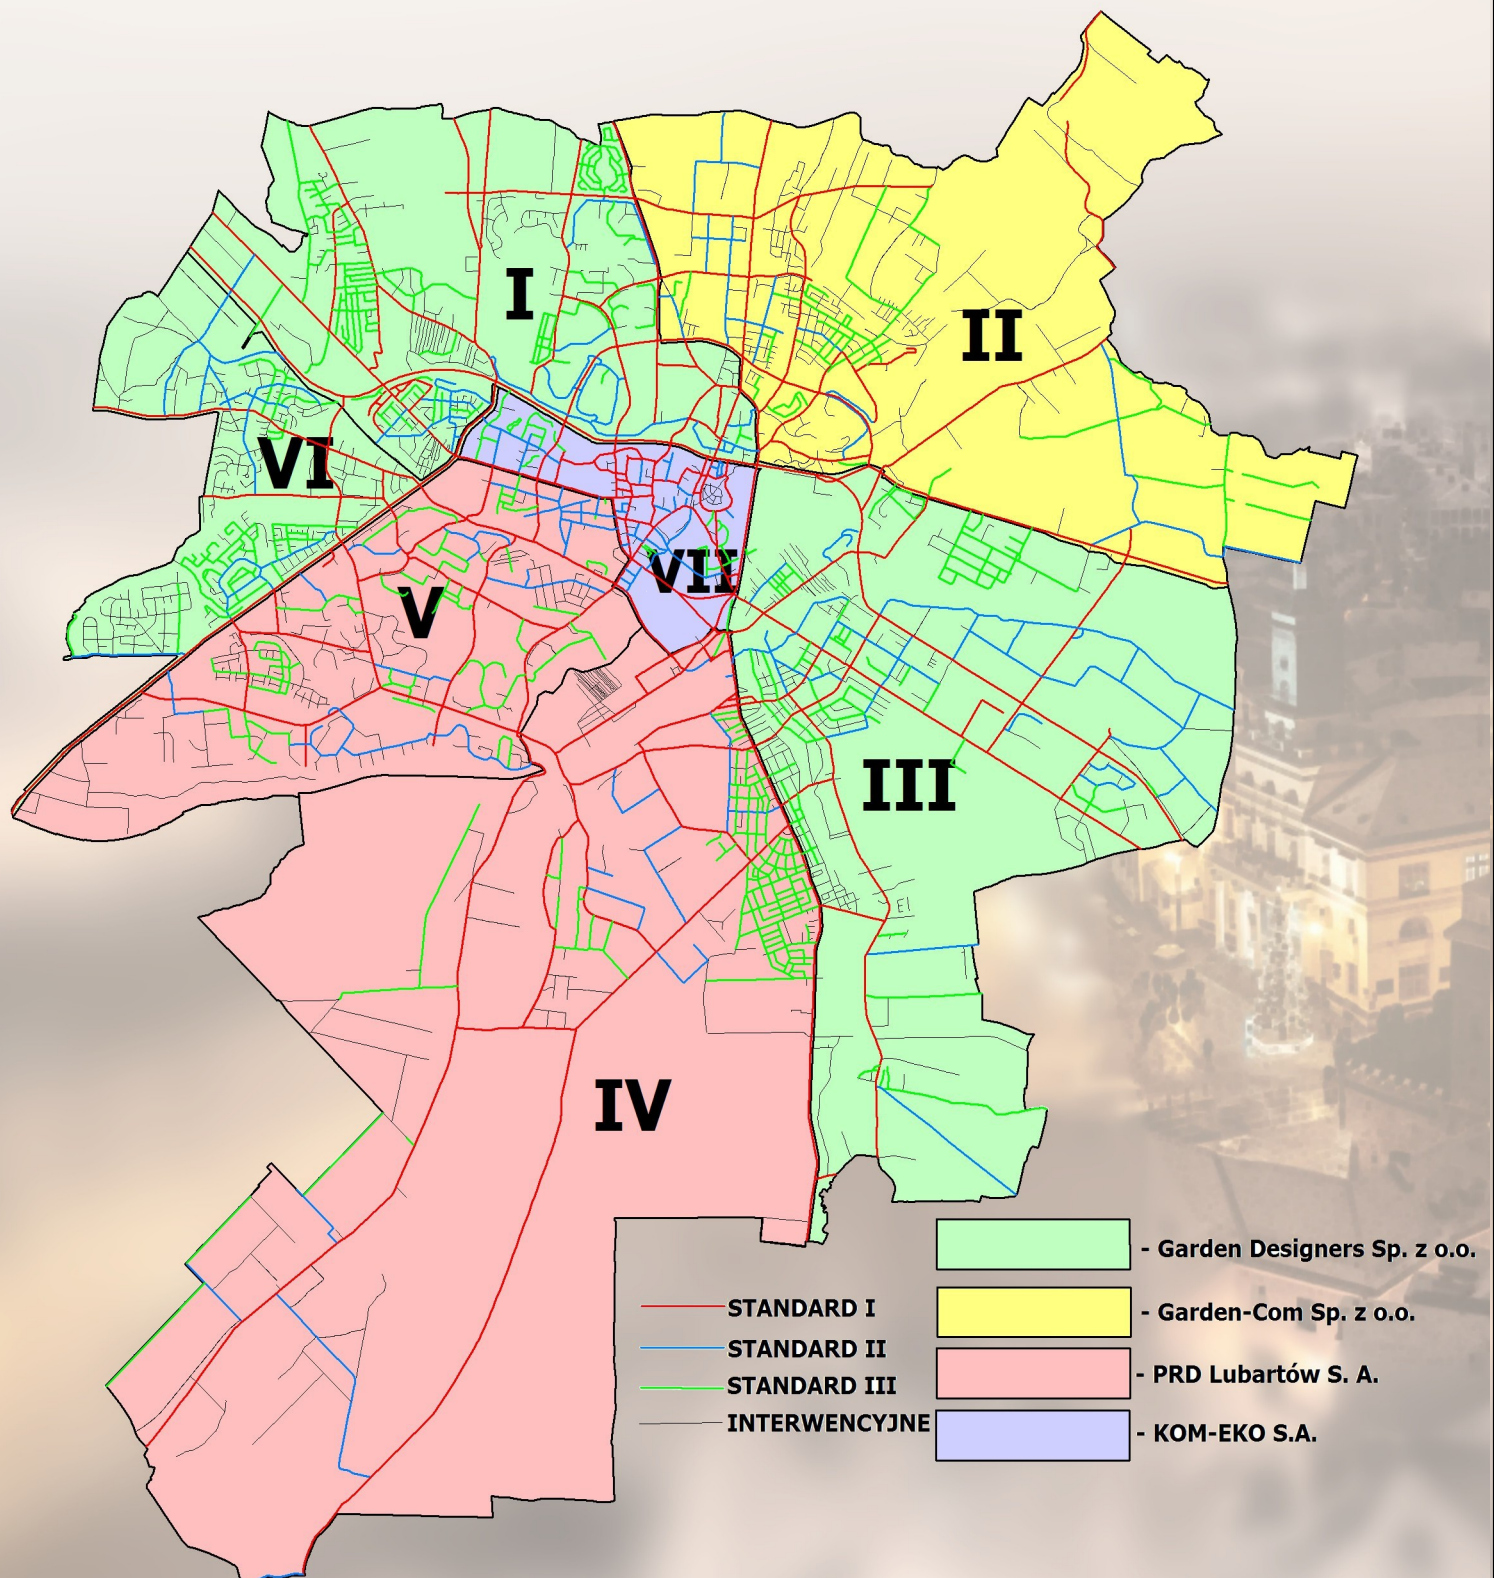 I
II
VI
VII
V
III
IV
STANDARD I
STANDARD II
STANDARD III
INTERWENCYJNE
- Garden Designers Sp. z o.o.
- Garden-Com Sp. z o.o.
- PRD Lubartów S. A.
- KOM-EKO S.A.